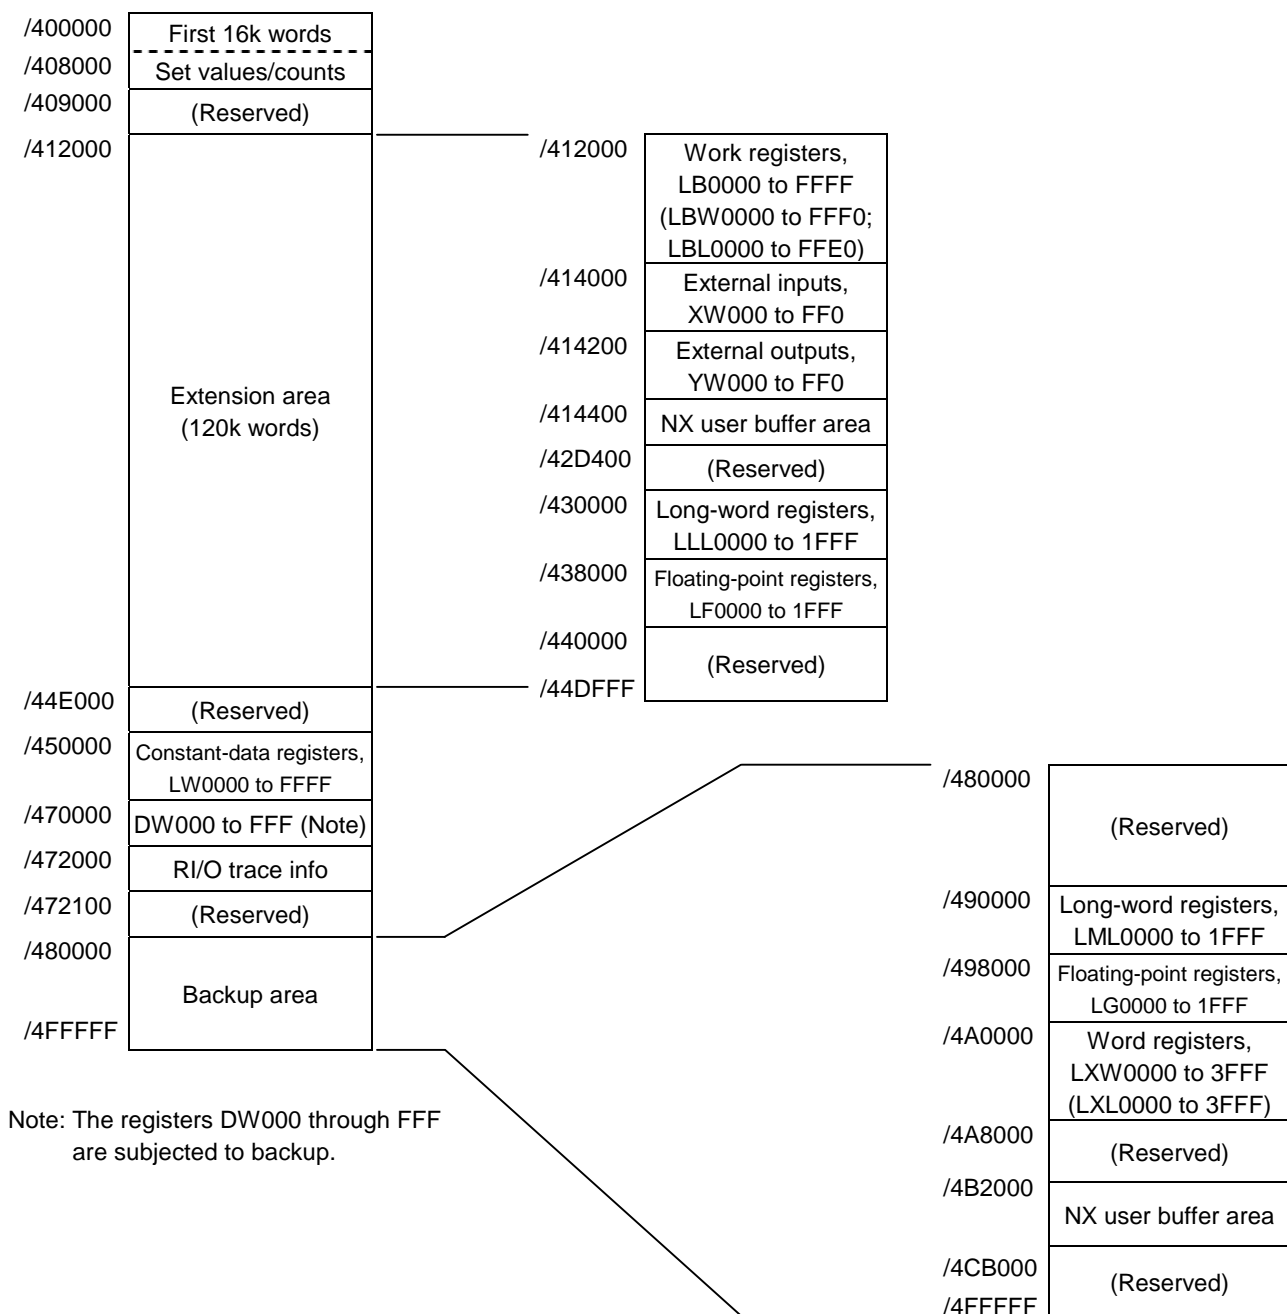 /400000
First 16k words
/408000
Set values/counts
/409000
(Reserved)
/412000
Extension area
(120k words)
/44E000
(Reserved)
/450000
Constant-data registers,
LW0000 to FFFF
/470000
DW000 to FFF (Note)
/472000
RI/O trace info
/472100
(Reserved)
/480000
Backup area
/4FFFFF
/412000
Work registers,
LB0000 to FFFF
(LBW0000 to FFF0;
LBL0000 to FFE0)
/414000
External inputs,
XW000 to FF0
/414200
External outputs,
YW000 to FF0
/414400
NX user buffer area
/42D400
(Reserved)
/430000
Long-word registers,
LLL0000 to 1FFF
/438000
Floating-point registers,
LF0000 to 1FFF
/440000
(Reserved)
/44DFFF
/480000
(Reserved)
/490000
Long-word registers,
LML0000 to 1FFF
/498000
Floating-point registers,
LG0000 to 1FFF
/4A0000
Word registers,
LXW0000 to 3FFF
(LXL0000 to 3FFF)
/4A8000
(Reserved)
/4B2000
NX user buffer area
/4CB000
(Reserved)
/4FFFFF
Note: The registers DW000 through FFF
are subjected to backup.